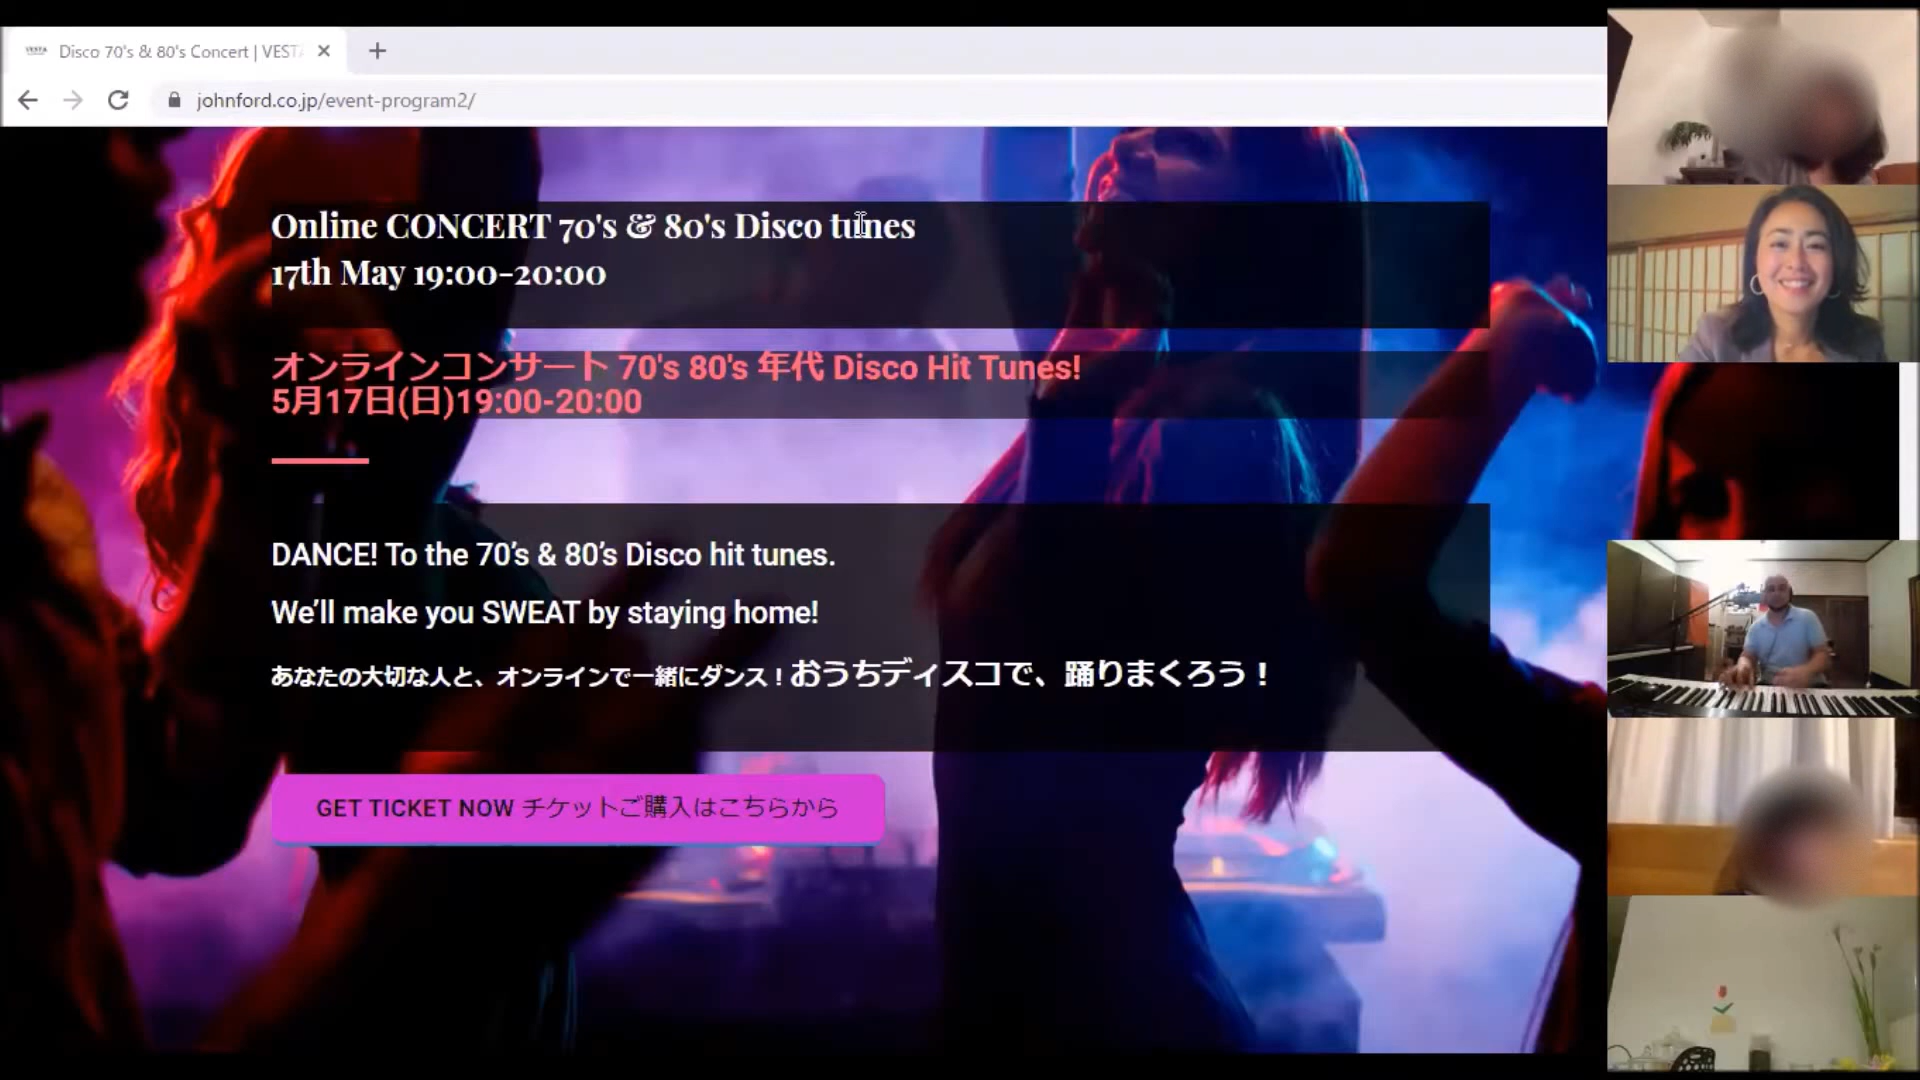 VESTA
Disco 70's & 80's Concert | VESTA
johnford.co.jp/event-program2/
Online CONCERT 70's & 80's Disco tunes
17th May 19:00-20:00
オンラインコンサート 70's 80's 年代 Disco Hit Tunes!
5月17日(日)19:00-20:00
DANCE! To the 70’s & 80’s Disco hit tunes.
We’ll make you SWEAT by staying home!
あなたの大切な人と、オンラインで一緒にダンス！おうちディスコで、踊りまくろう！
GET TICKET NOW チケットご購入はこちらから